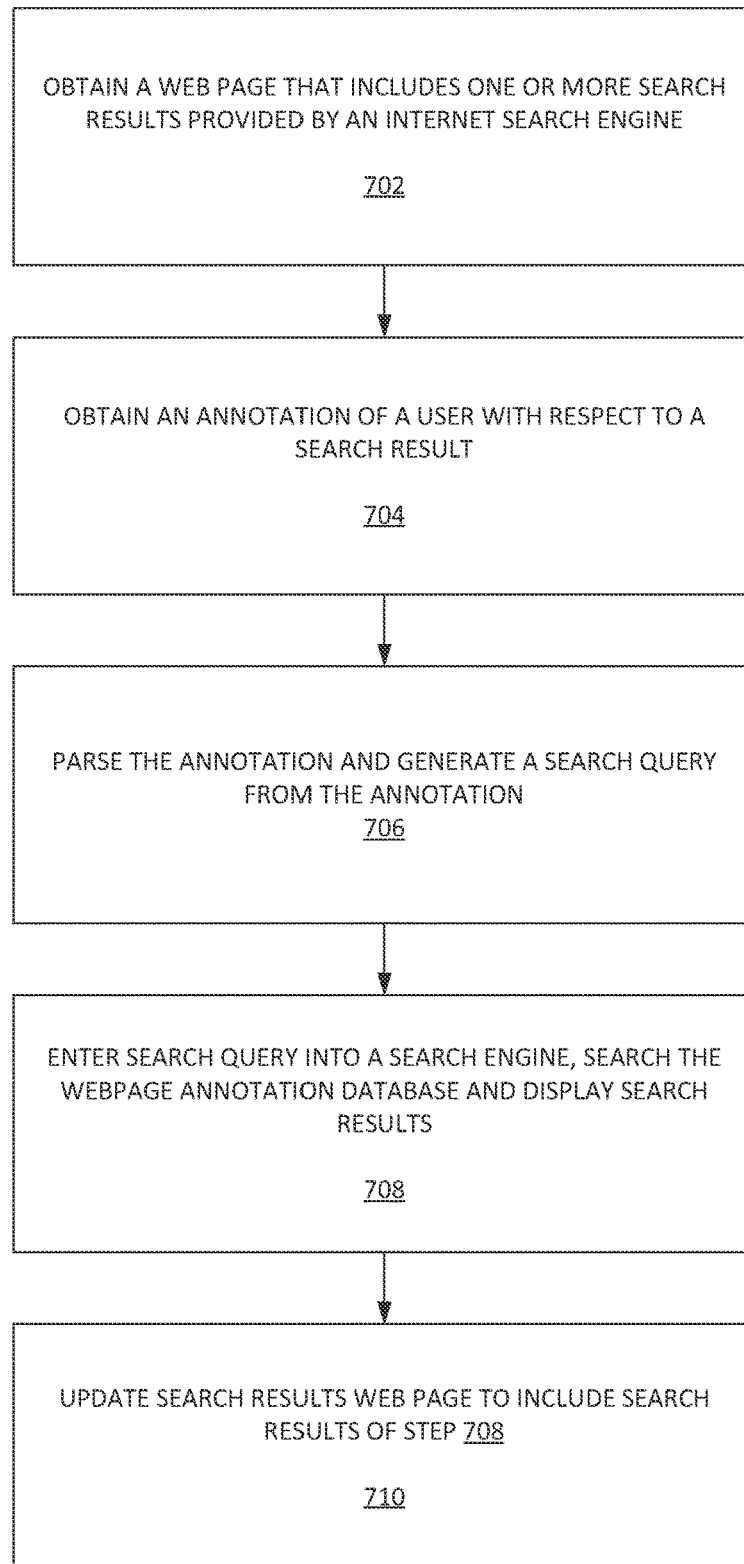 OBTAIN A WEB PAGE THAT INCLUDES ONE OR MORE SEARCH
RESULTS PROVIDED BY AN INTERNET SEARCH ENGINE
702
OBTAIN AN ANNOTATION OF A USER WITH RESPECT TO A
SEARCH RESULT
704
PARSE THE ANNOTATION AND GENERATE A SEARCH QUERY
FROM THE ANNOTATION
706
ENTER SEARCH QUERY INTO A SEARCH ENGINE, SEARCH THE
WEBPAGE ANNOTATION DATABASE AND DISPLAY SEARCH
RESULTS
708
UPDATE SEARCH RESULTS WEB PAGE TO INCLUDE SEARCH
RESULTS OF STEP 708
710